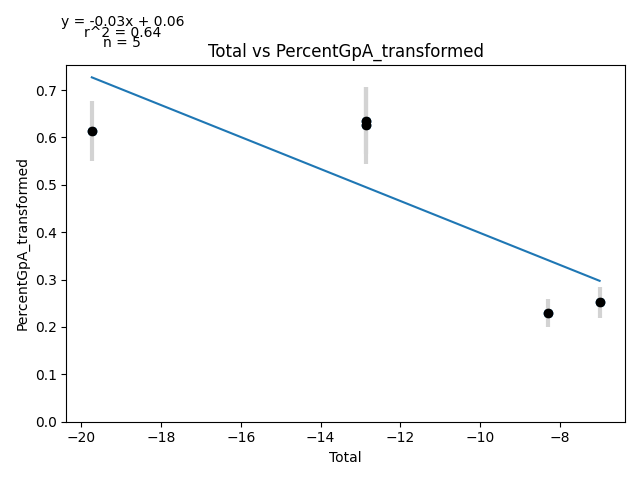 y = -0.03x + 0.06
r^2 = 0.64
n = 5
Total vs PercentGpA_transformed
PercentGpA_transformed
0.7
0.6
0.5
0.4
0.3
0.2
0.1
0.0
−20 −18 −16 −14 −12 −10 −8
Total